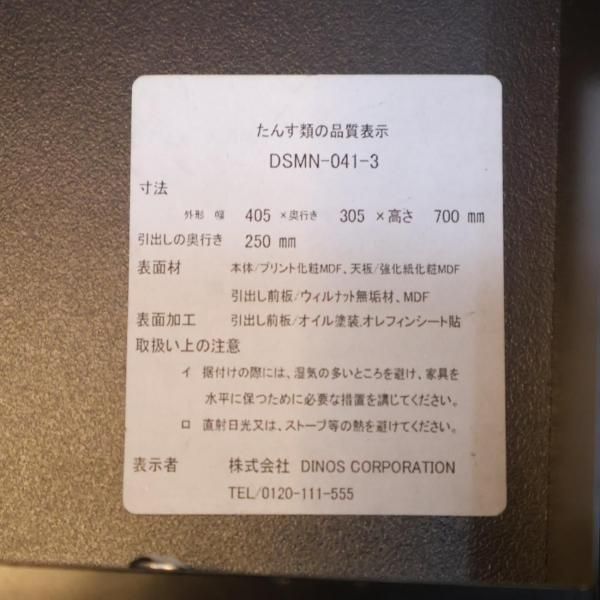 たんす類の品質表示
DSMN-041-3
寸法
外形 幅 405 ×奥行き 305 ×高さ 700 mm
引出しの奥行き 250 mm
表面材 本体/プリント化粧MDF、天板/強化紙化粧MDF
引出し前板/ウィルナット無垢材、MDF
表面加工 引出し前板/オイル塗装,オレフィンシート貼
取扱い上の注意
イ 据付けの際には、湿気の多いところを避け、家具を
水平に保つために必要な措置を講じてください。
ロ 直射日光又は、ストーブ等の熱を避けてください。
表示者 株式会社 DINOS CORPORATION
TEL/0120-111-555